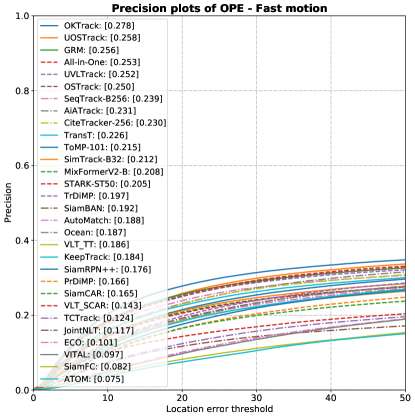 Precision plots of OPE - Fast motion
1.0
0.8
0.6
0.4
0.2
0.0
Precision
OKTrack: [0.278]
UOSTrack: [0.258]
GRM: [0.256]
All-in-One: [0.253]
UVLTrack: [0.252]
OSTrack: [0.250]
SeqTrack-B256: [0.239]
AiATrack: [0.231]
CiteTracker-256: [0.230]
TransT: [0.226]
ToMP-101: [0.215]
SimTrack-B32: [0.212]
MixFormerV2-B: [0.208]
STARK-ST50: [0.205]
TrDiMP: [0.197]
SiamBAN: [0.192]
AutoMatch: [0.188]
Ocean: [0.187]
VLT_TT: [0.186]
KeepTrack: [0.184]
SiamRPN++: [0.176]
PrDiMP: [0.166]
SiamCAR: [0.165]
VLT_SCAR: [0.143]
TCTrack: [0.124]
JointNLT: [0.117]
ECO: [0.101]
VITAL: [0.097]
SiamFC: [0.082]
ATOM: [0.075]
0 10 20 30 40 50
Location error threshold